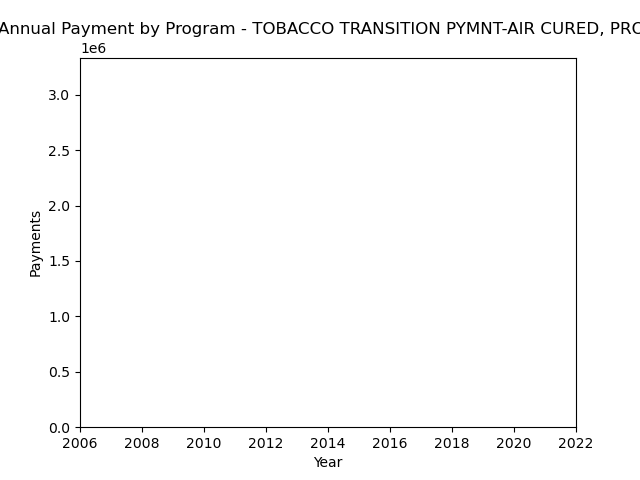 Annual Payment by Program - TOBACCO TRANSITION PYMNT-AIR CURED, PRO
1e6
3.0
2.5
2.0
1.5
1.0
0.5
0.0
Payments
2006 2008 2010 2012 2014 2016 2018 2020 2022
Year